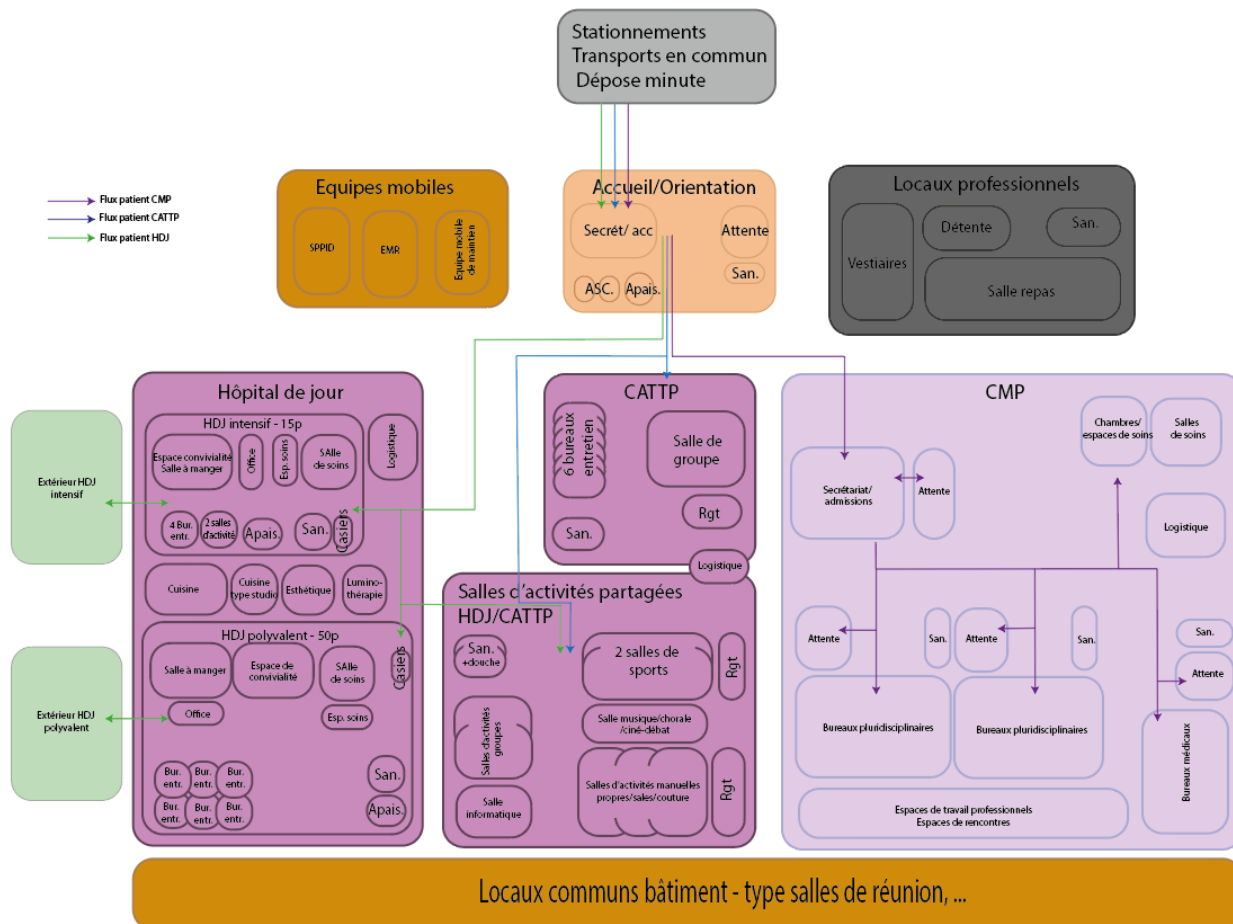 Stationnements
Transports en commun
Dépose minute
Flux patient CMP
Flux patient CATTP
Flux patient HDJ
Equipes mobiles
SPPID
EMR
Equipe mobile
de maintien
Accueil/Orientation
Secrét/ acc
Attente
San.
ASC.
Apais.
Locaux professionnels
Vestiaires
Détente
San.
Salle repas
Extérieur HDJ
intensif
Extérieur HDJ
polyvalent
Hôpital de jour
HDJ intensif - 15p
Espace convivialité
Salle à manger
Office
Esp. soins
SAlle
de soins
Logistique
4 Bur.
entr.
2 salles
d'activité
Apais.
San.
Casiers
Cuisine
Cuisine
type studio
Esthétique
Lumino-
thérapie
HDJ polyvalent - 50p
Salle à manger
Espace de
convivialité
SAlle
de soins
Casiers
Office
Esp. soins
Bur.
entr.
Bur.
entr.
Bur.
entr.
Bur.
entr.
Bur.
entr.
Bur.
entr.
San.
Apais.
CATTP
6 bureaux
entretien
Salle de
groupe
Rgt
San.
Logistique
Salles d'activités partagées
HDJ/CATTP
San.
+douche
2 salles de
sports
Rgt
Salles d'activités
groupes
Salle musique/chorale
/ciné-débat
Salle
informatique
Salles d'activités manuelles
propres/sales/couture
Rgt
CMP
Chambres/
espaces de soins
Salles
de soins
Secrétariat/
admissions
Attente
Logistique
Attente
San.
Attente
San.
San.
Attente
Bureaux pluridisciplinaires
Bureaux pluridisciplinaires
Bureaux médicaux
Espaces de travail professionnels
Espaces de rencontres
Locaux communs bâtiment - type salles de réunion, ...